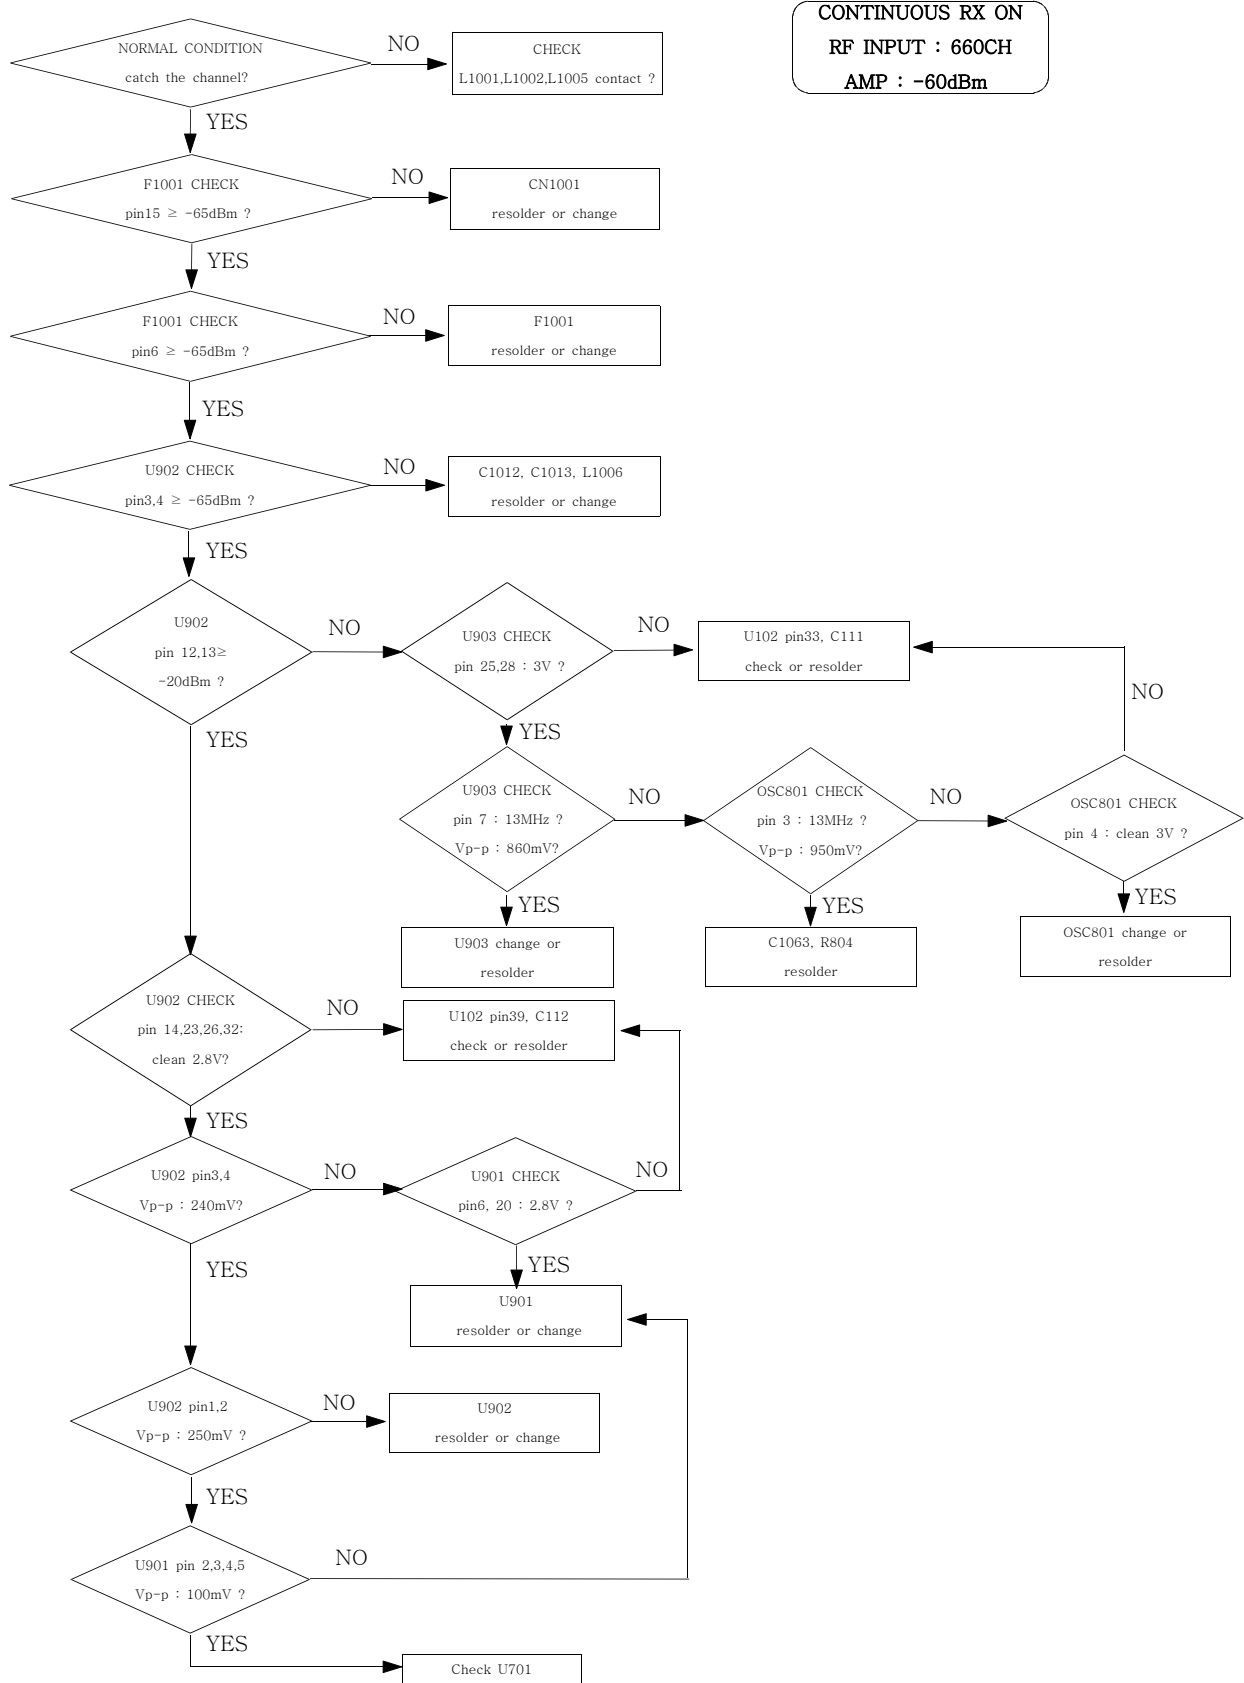 CONTINUOUS RX ON
RF INPUT : 660CH
AMP : -60dBm
NORMAL CONDITION
catch the channel?
NO
CHECK
L1001,L1002,L1005 contact ?
YES
F1001 CHECK
pin15 ≥ -65dBm ?
NO
CN1001
resolder or change
YES
F1001 CHECK
pin6 ≥ -65dBm ?
NO
F1001
resolder or change
YES
U902 CHECK
pin3,4 ≥ -65dBm ?
NO
C1012, C1013, L1006
resolder or change
YES
U902
pin 12,13≥
-20dBm ?
NO
U903 CHECK
pin 25,28 : 3V ?
NO
U102 pin33, C111
check or resolder
NO
YES
YES
U903 CHECK
pin 7 : 13MHz ?
Vp-p : 860mV?
NO
OSC801 CHECK
pin 3 : 13MHz ?
Vp-p : 950mV?
NO
OSC801 CHECK
pin 4 : clean 3V ?
YES
YES
YES
U903 change or
resolder
C1063, R804
resolder
OSC801 change or
resolder
U902 CHECK
pin 14,23,26,32:
clean 2.8V?
NO
U102 pin39, C112
check or resolder
YES
U902 pin3,4
Vp-p : 240mV?
NO
U901 CHECK
pin6, 20 : 2.8V ?
NO
YES
YES
U901
resolder or change
U902 pin1,2
Vp-p : 250mV ?
NO
U902
resolder or change
YES
U901 pin 2,3,4,5
Vp-p : 100mV ?
NO
YES
Check U701